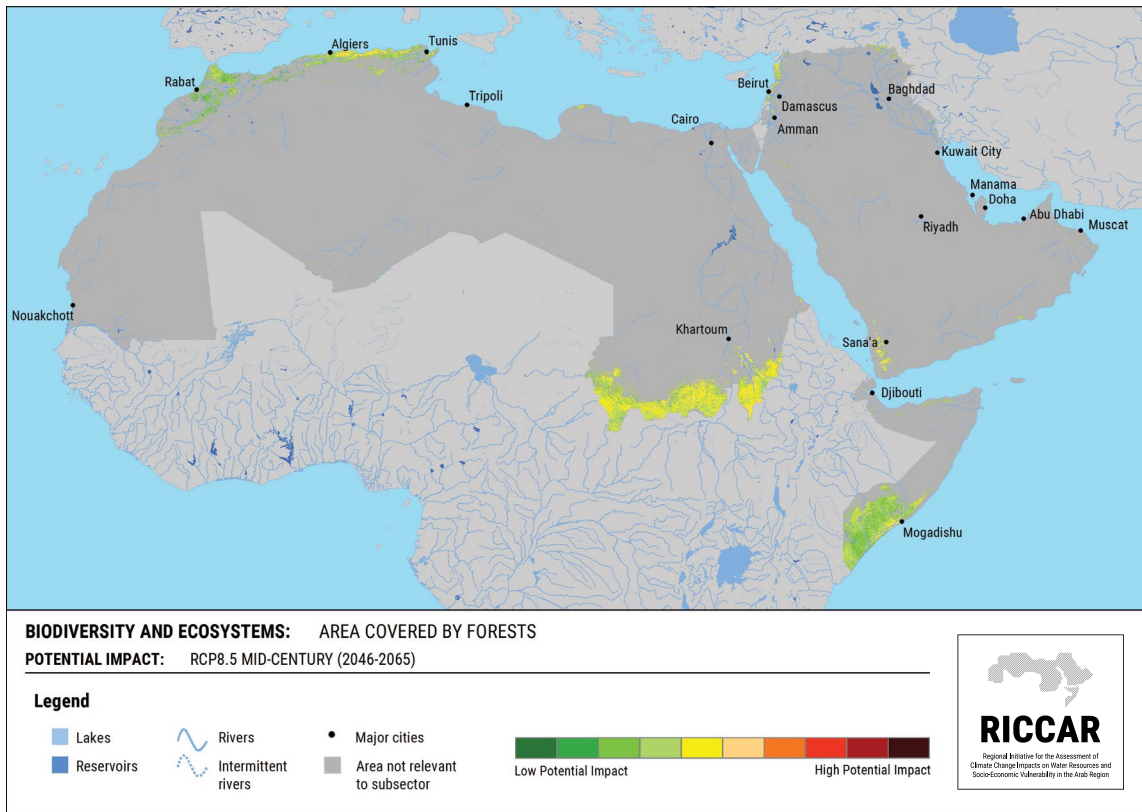 Algiers
Tunis
Rabat
Tripoli
Beirut
Damascus
Baghdad
Cairo
Amman
Kuwait City
Manama
Doha
Abu Dhabi
Riyadh
Muscat
Nouakchott
Khartoum
Sana'a
Djibouti
Mogadishu
BIODIVERSITY AND ECOSYSTEMS: AREA COVERED BY FORESTS
POTENTIAL IMPACT: RCP8.5 MID-CENTURY (2046-2065)
Legend
Lakes
Reservoirs
Rivers
Intermittent
rivers
Major cities
Area not relevant
to subsector
Low Potential Impact
High Potential Impact
RICCAR
Regional Initiative for the Assessment of
Climate Change Impacts on Water Resources and
Socio-Economic Vulnerability in the Arab Region